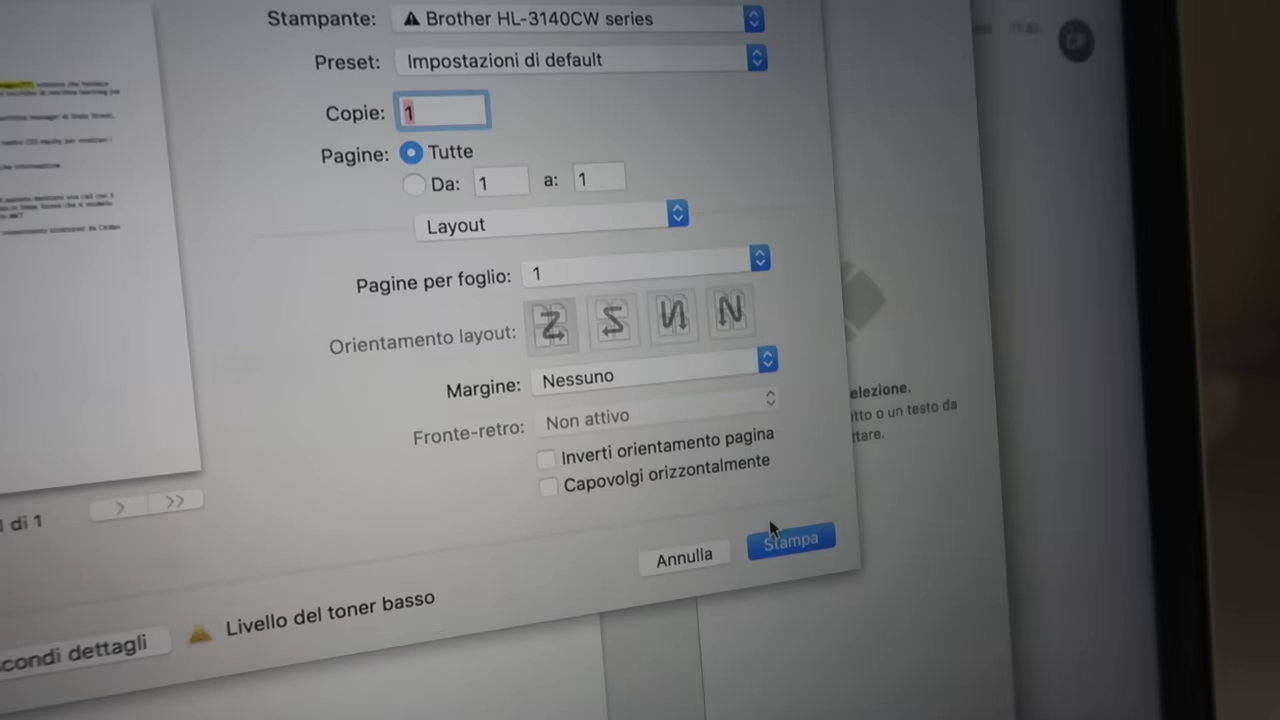 Stampante: Brother HL-3140CW series
Preset: Impostazioni di default
Copie: 1
Pagine: Tutte
Da: 1 a: 1
Layout
Pagine per foglio: 1
Orientamento layout:
Margine: Nessuno
Fronte-retro: Non attivo
Inverti orientamento pagina
Capovolgi orizzontalmente
elezione.
tto o un testo da
tare.
1 di 1
Annulla Stampa
condi dettagli Livello del toner basso